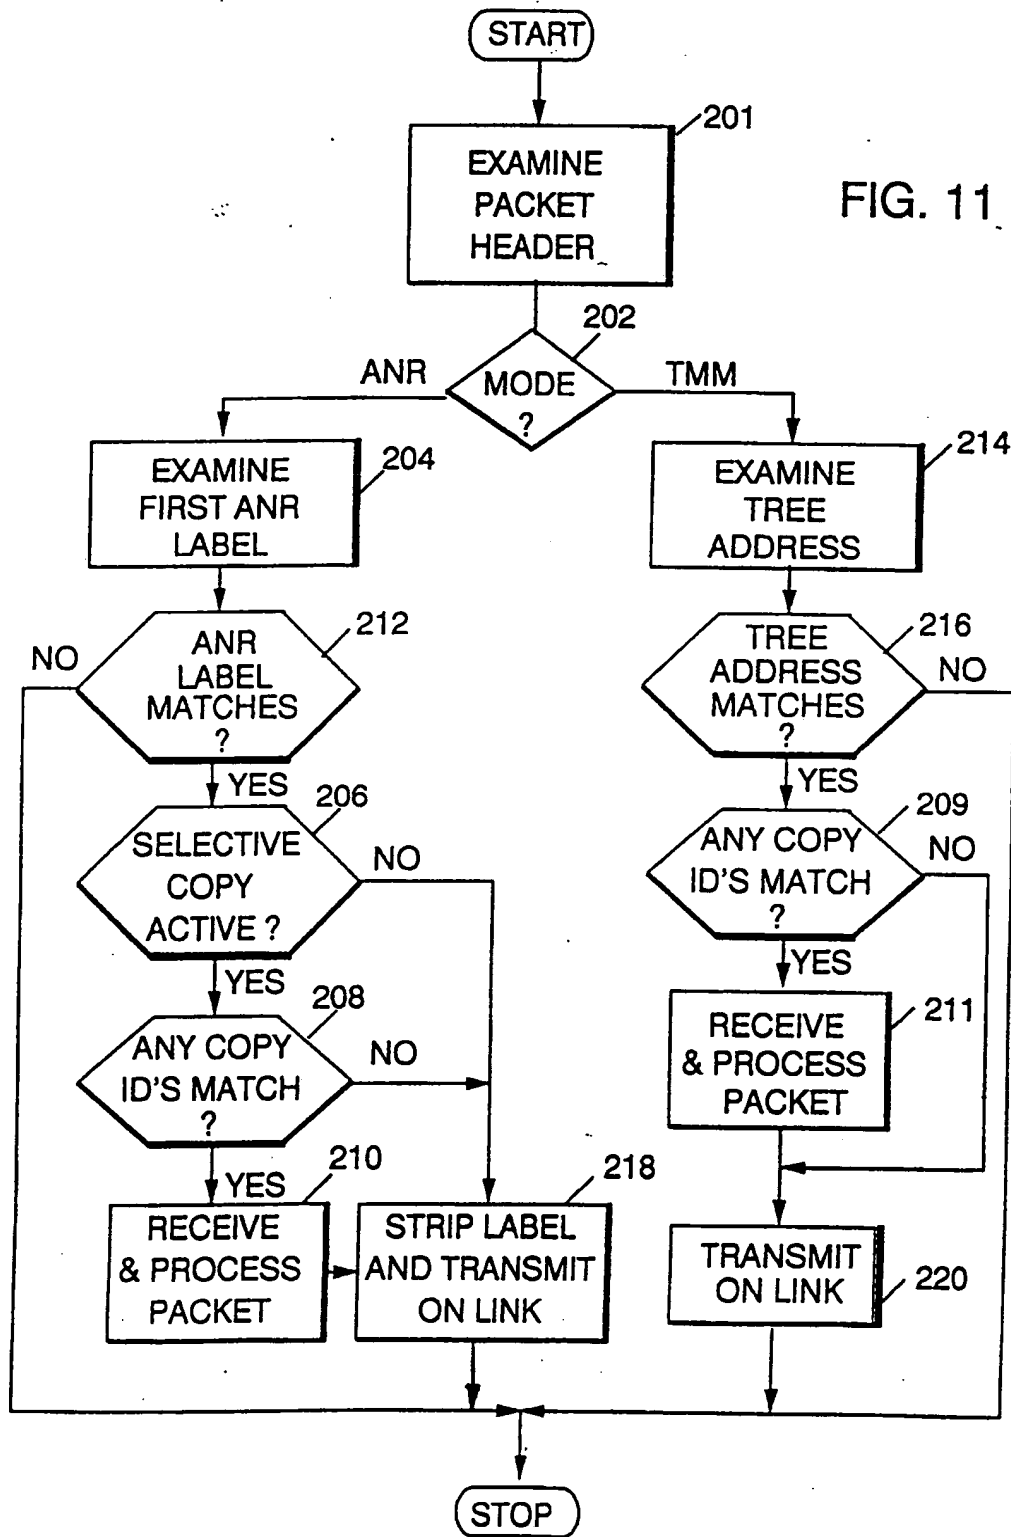 START
201
EXAMINE
PACKET
HEADER
FIG. 11
202
MODE
?
ANR
TMM
EXAMINE
FIRST ANR
LABEL
204
EXAMINE
TREE
ADDRESS
214
ANR
LABEL
MATCHES
?
212
NO
YES
TREE
ADDRESS
MATCHES
?
216
NO
YES
SELECTIVE
COPY
ACTIVE ?
206
NO
YES
ANY COPY
ID'S MATCH
?
209
NO
YES
ANY COPY
ID'S MATCH
?
208
NO
YES
RECEIVE
& PROCESS
PACKET
211
RECEIVE
& PROCESS
PACKET
210
STRIP LABEL
AND TRANSMIT
ON LINK
218
TRANSMIT
ON LINK
220
STOP